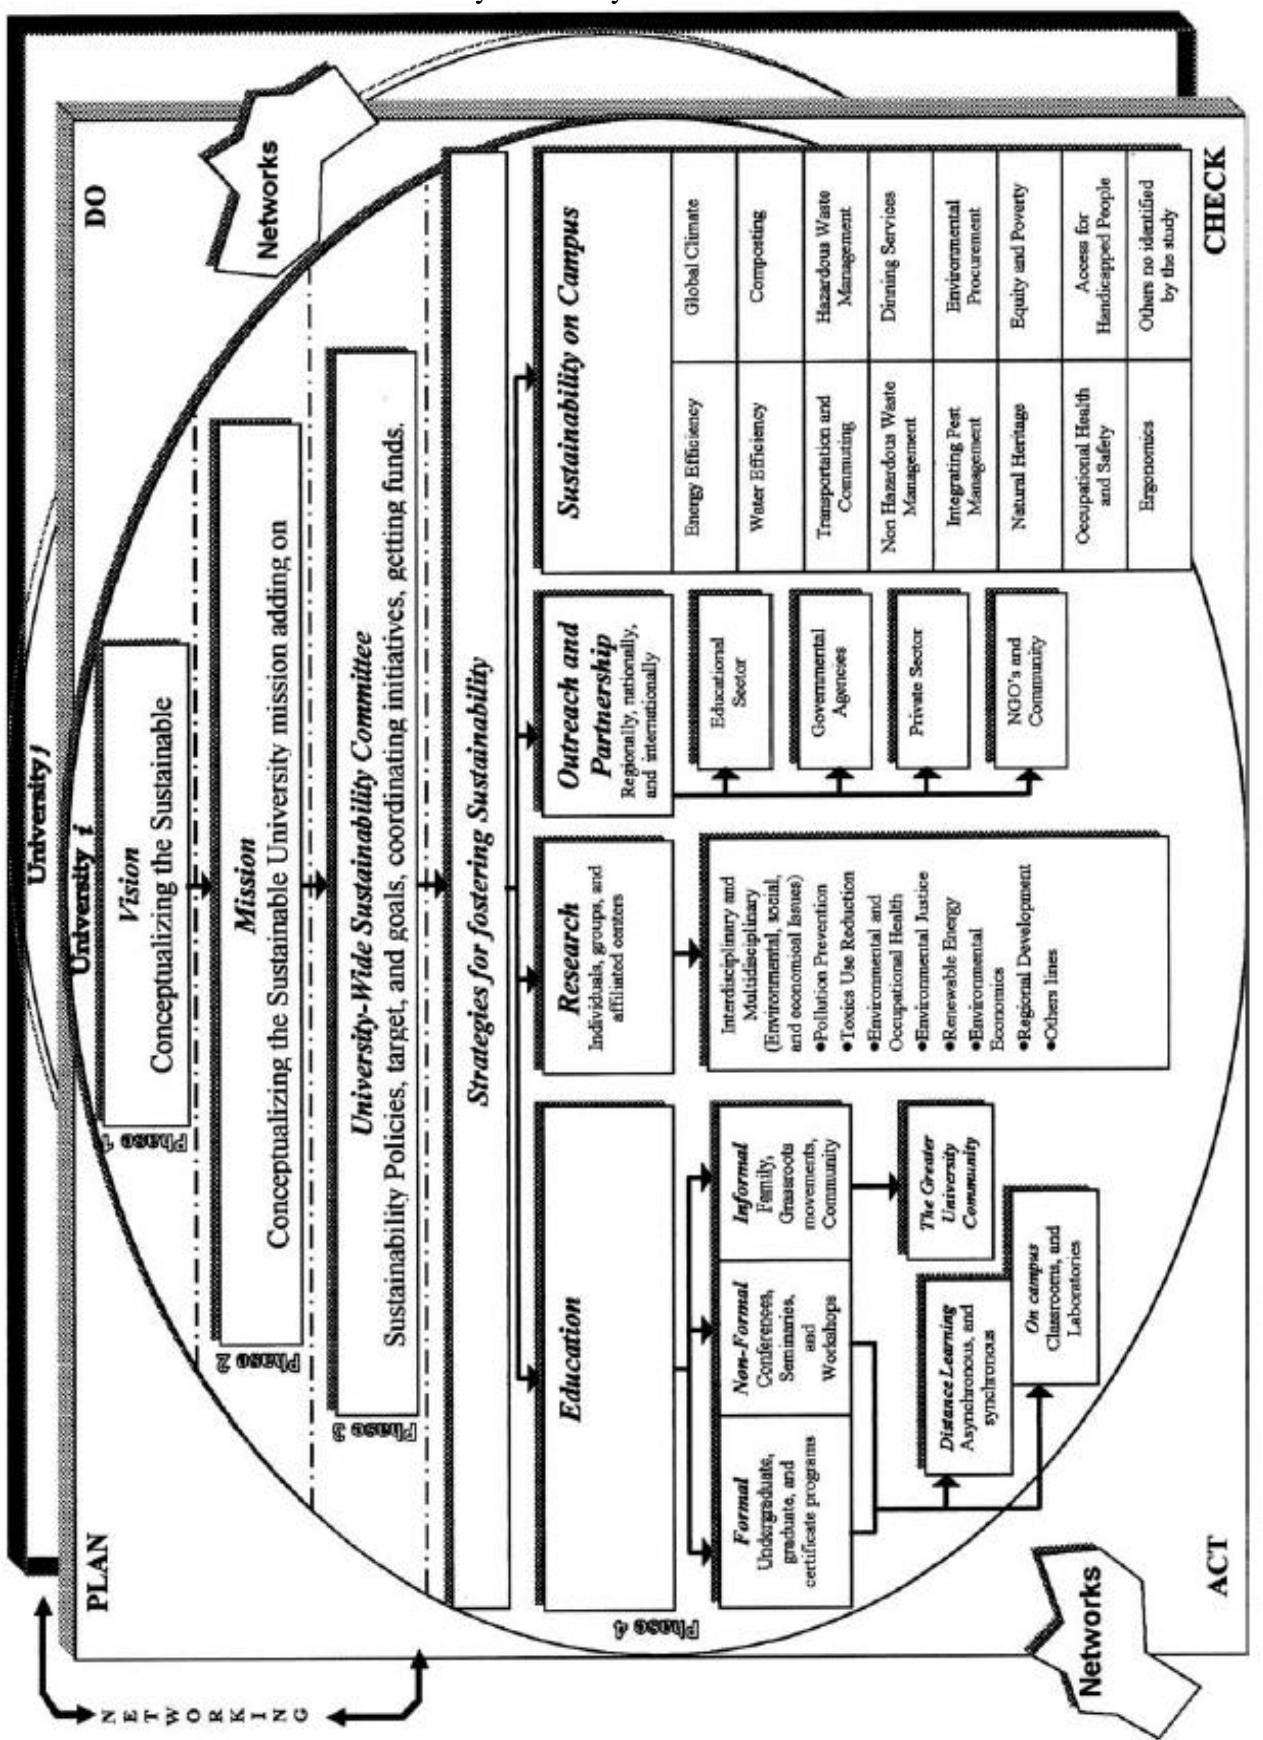 University j
University i
PLAN
DO
Networks
Phase 1
Vision
Conceptualizing the Sustainable
Phase 2
Mission
Conceptualizing the Sustainable University mission adding on
Phase 3
University-Wide Sustainability Committee
Sustainability Policies, target, and goals, coordinating initiatives, getting funds.
Strategies for fostering Sustainability
Phase 4
Education
Formal
Undergraduate,
graduate, and
certificate programs
Non-Formal
Conferences,
Seminaries,
and
Workshops
Informal
Family,
Grassroots
movements,
Community
Distance Learning
Asynchronous, and
synchronous
On campus
Classrooms, and
Laboratories
The Greater
University
Community
Research
Individuals, groups, and
affiliated centers
Interdisciplinary and
Multidisciplinary
(Environmental, social,
and economical Issues)
●Pollution Prevention
●Toxics Use Reduction
●Environmental and
Occupational Health
●Environmental Justice
●Renewable Energy
●Environmental
Economics
●Regional Development
●Others lines
Outreach and
Partnership
Regionally, nationally,
and internationally
Educational
Sector
Governmental
Agencies
Private Sector
NGO's and
Community
Sustainability on Campus
Energy Efficiency
Global Climate
Water Efficiency
Composting
Transportation and
Commuting
Hazardous Waste
Management
Non Hazardous Waste
Management
Dinning Services
Integrating Pest
Management
Environmental
Procurement
Natural Heritage
Equity and Poverty
Occupational Health
and Safety
Access for
Handicapped People
Ergonomics
Others no identified
by the study
Networks
ACT
CHECK
NETWORKING